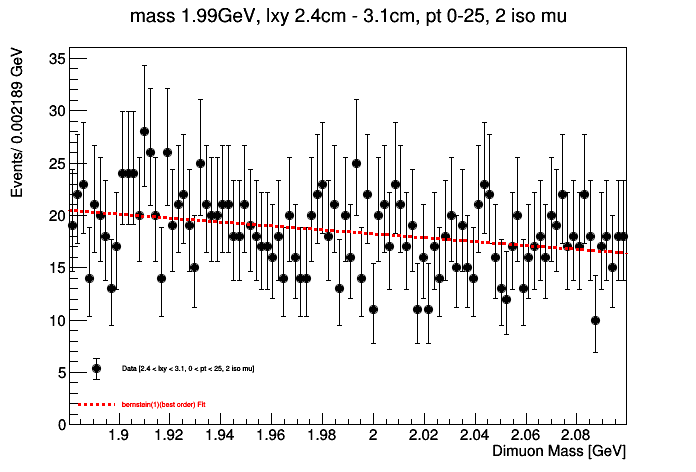 mass 1.99GeV, lxy 2.4cm - 3.1cm, pt 0-25, 2 iso mu
Events/ 0.002189 GeV
35
30
25
20
15
10
5
0
Data [2.4 < lxy < 3.1, 0 < pt < 25, 2 iso mu]
bernstein(1)(best order) Fit
1.9 1.92 1.94 1.96 1.98 2 2.02 2.04 2.06 2.08
Dimuon Mass [GeV]